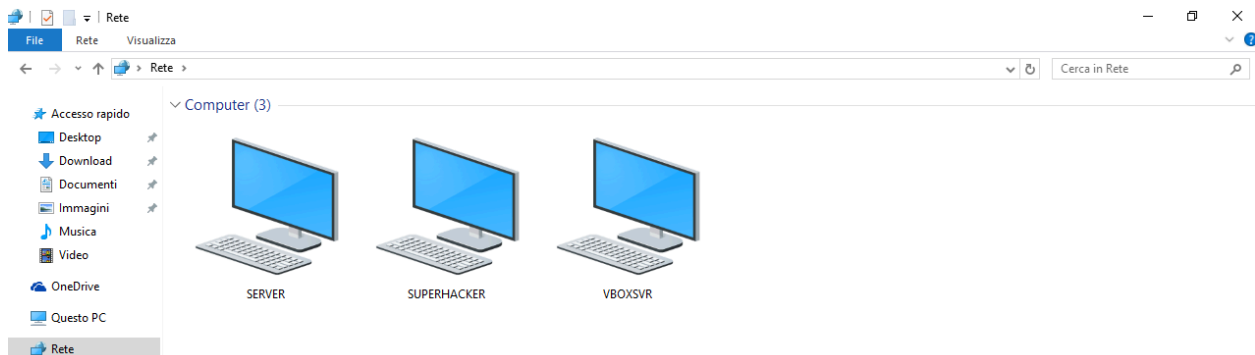 Rete
File Rete Visualizza
Rete
Cerca in Rete
Accesso rapido
Desktop
Download
Documenti
Immagini
Musica
Video
OneDrive
Questo PC
Rete
Computer (3)
SERVER SUPERHACKER VBOXSVR